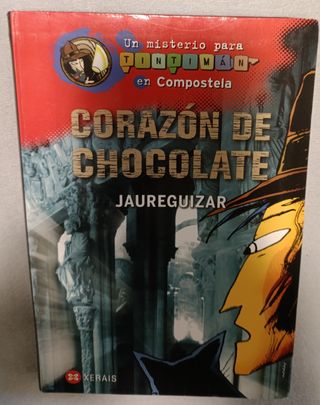 Un misterio para
TINTIMÁN
en Compostela
CORAZÓN DE
CHOCOLATE
JAUREGUIZAR
XERAIS